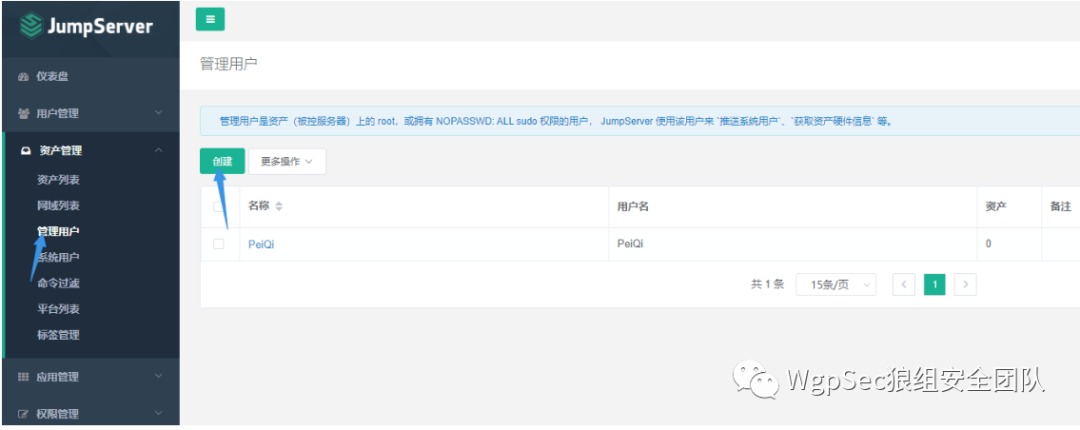 JumpServer
仪表盘
用户管理
资产管理
资产列表
网域列表
管理用户
系统用户
命令过滤
平台列表
标签管理
应用管理
权限管理
管理用户
管理用户是资产（被控服务器）上的 root，或拥有 NOPASSWD: ALL sudo 权限的用户， JumpServer 使用该用户来 `推送系统用户`、`获取资产硬件信息` 等。
创建 更多操作
名称 用户名 资产 备注
PeiQi PeiQi 0
共 1 条 15条/页 1
WgpSec狼组安全团队